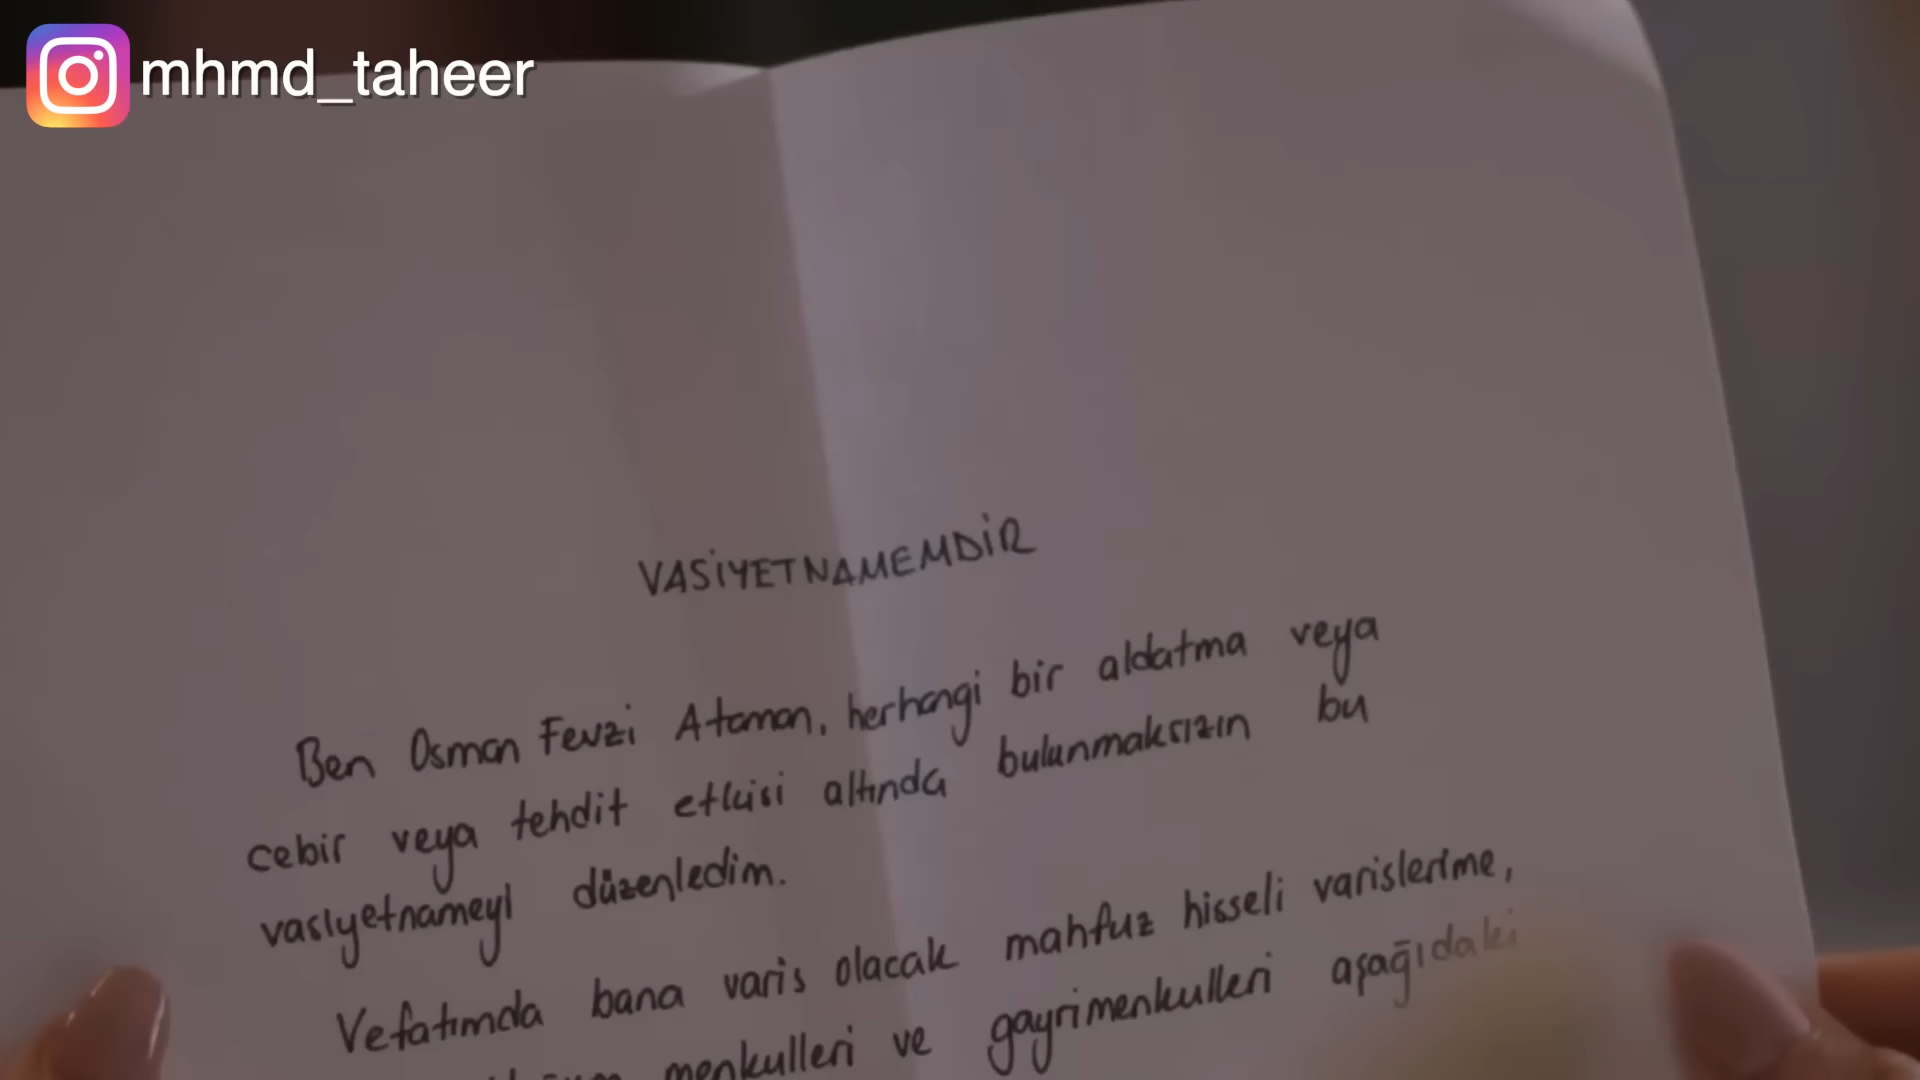 mhmd_taheer
VASİYETNAMEMDİR
Ben Osman Fevzi Ataman, herhangi bir aldatma veya
cebir veya tehdit etkisi altında bulunmaksızın bu
vasiyetnameyi düzenledim.
Vefatımda bana varis olacak mahfuz hisseli varislerime,
menkulleri ve gayrimenkulleri aşağıdaki